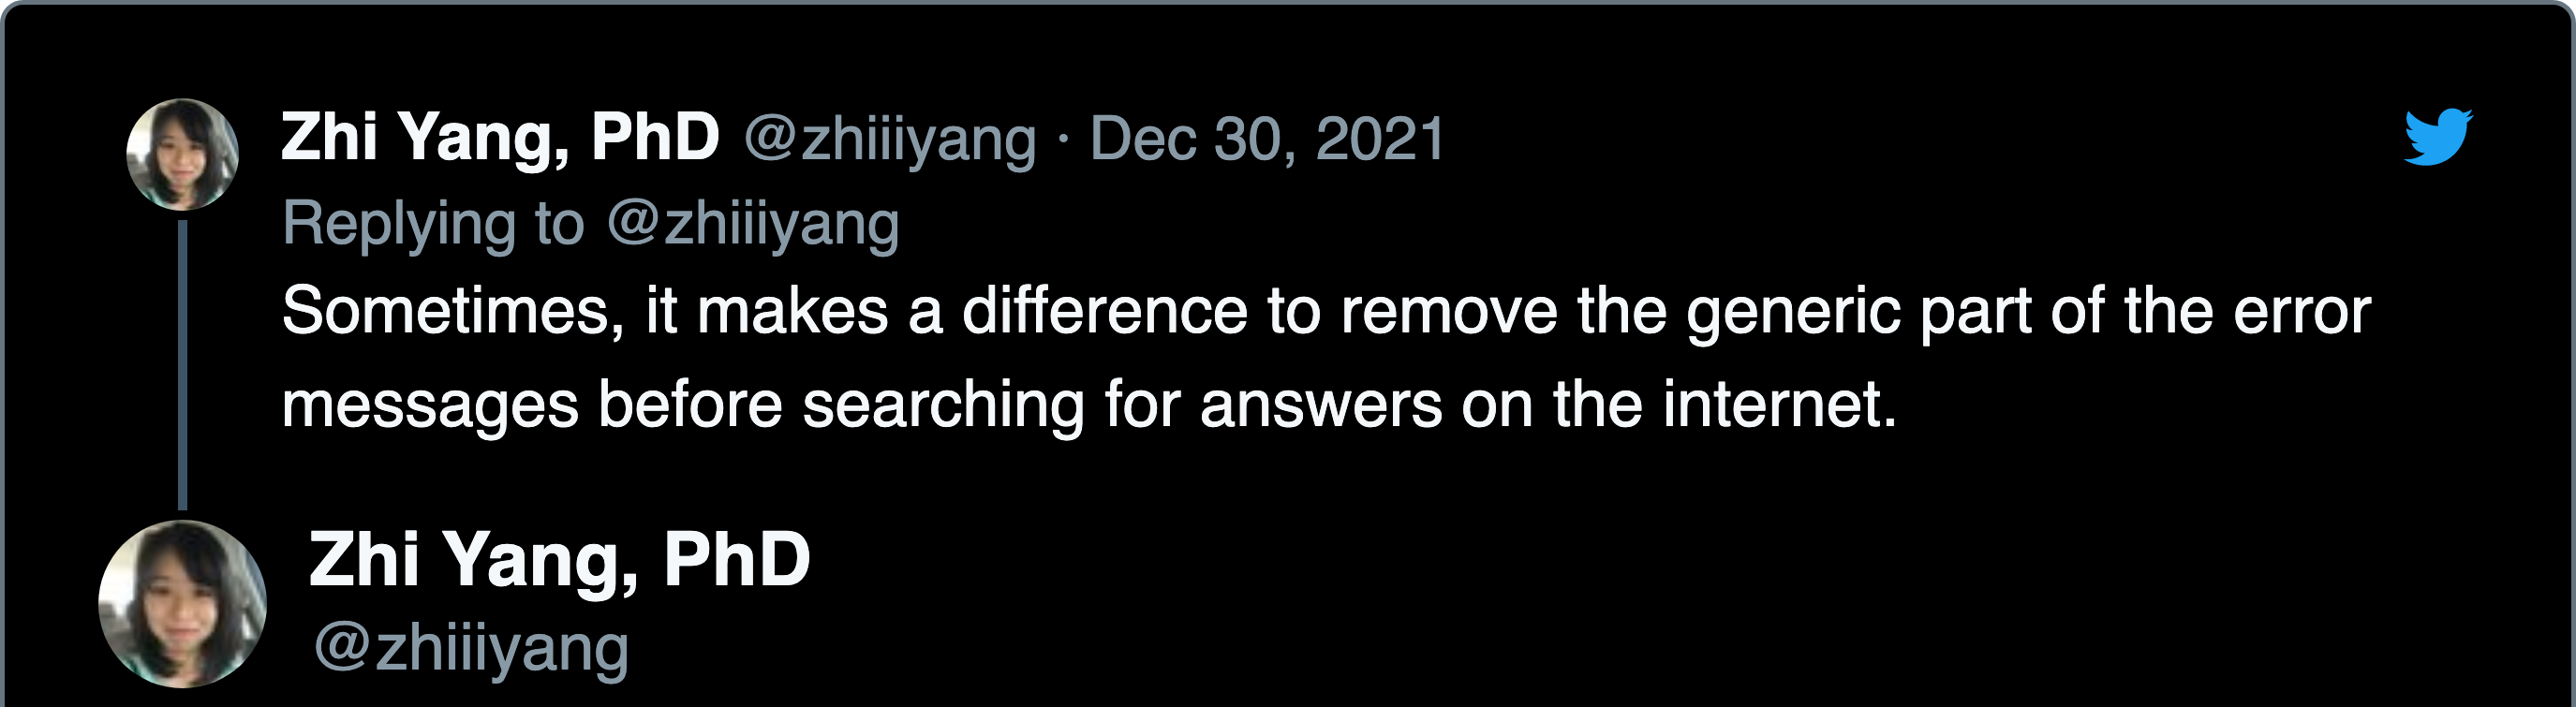 Zhi Yang, PhD @zhiiiyang · Dec 30, 2021
Replying to @zhiiiyang
Sometimes, it makes a difference to remove the generic part of the error
messages before searching for answers on the internet.
Zhi Yang, PhD
@zhiiiyang